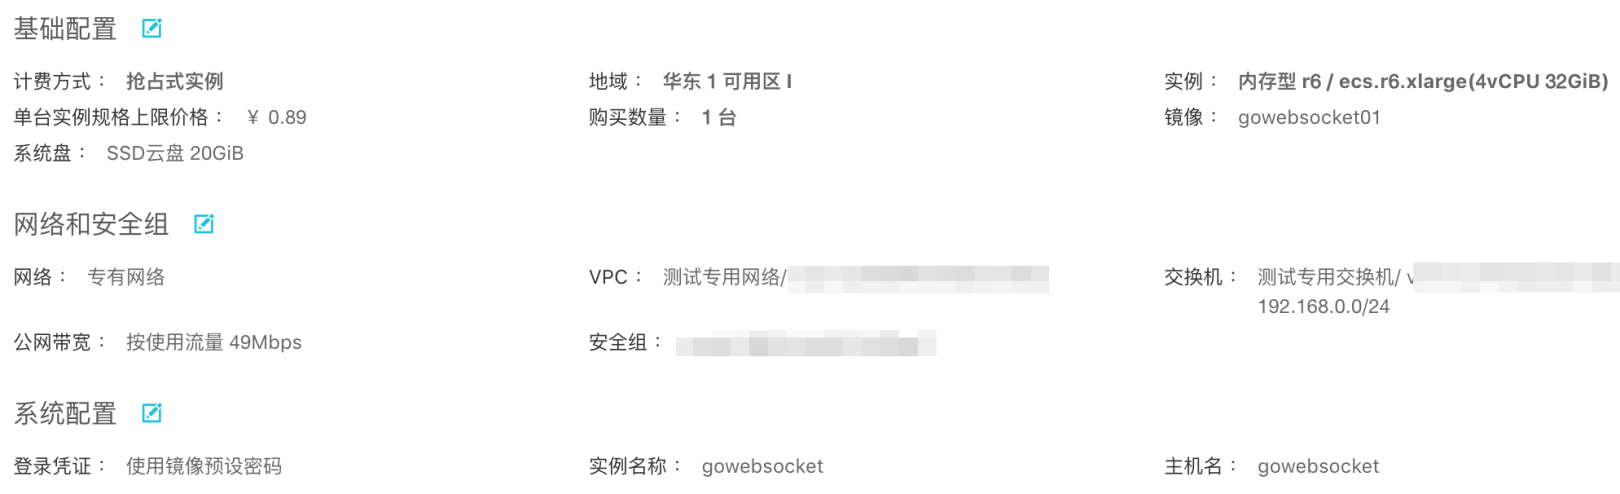 基础配置
计费方式： 抢占式实例 地域： 华东 1 可用区 I 实例： 内存型 r6 / ecs.r6.xlarge(4vCPU 32GiB)
单台实例规格上限价格： ¥ 0.89 购买数量： 1 台 镜像： gowebsocket01
系统盘： SSD云盘 20GiB
网络和安全组
网络： 专有网络 VPC： 测试专用网络/ 交换机： 测试专用交换机/
192.168.0.0/24
公网带宽： 按使用流量 49Mbps 安全组：
系统配置
登录凭证： 使用镜像预设密码 实例名称： gowebsocket 主机名： gowebsocket